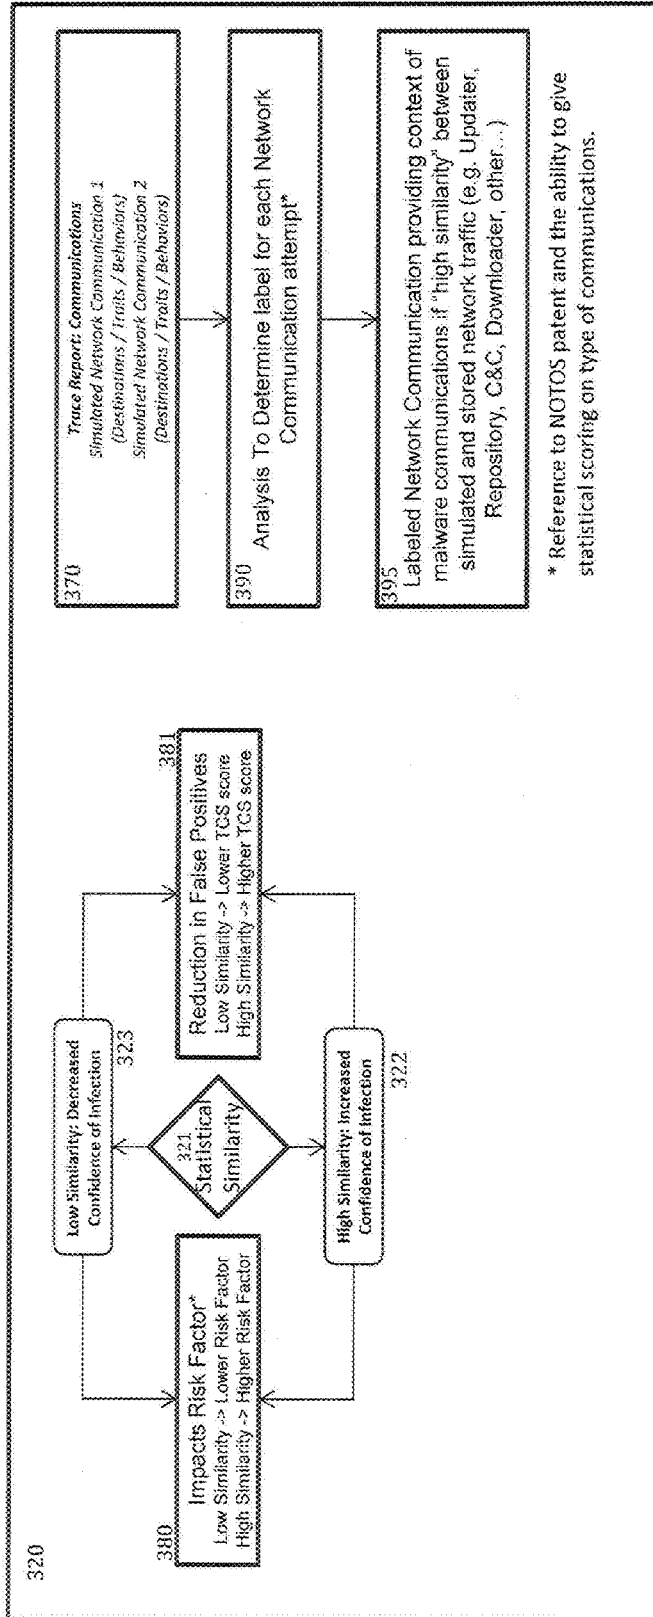 320
380
Impacts Risk Factor*
Low Similarity -> Lower Risk Factor
High Similarity -> Higher Risk Factor
Low Similarity: Decreased
Confidence of Infection
323
321
Statistical
Similarity
High Similarity: Increased
Confidence of Infection
322
381
Reduction in False Positives
Low Similarity -> Lower TCS score
High Similarity -> Higher TCS score
370
Trace Report: Communications
Simulated Network Communication 1
(Destinations / Traits / Behaviors)
Simulated Network Communication 2
(Destinations / Traits / Behaviors)
390
Analysis To Determine label for each Network
Communication attempt*
395
Labeled Network Communication providing context of
malware communications if "high similarity" between
simulated and stored network traffic (e.g. Updater,
Repository, C&C, Downloader, other...)
* Reference to NOTOS patent and the ability to give
statistical scoring on type of communications.